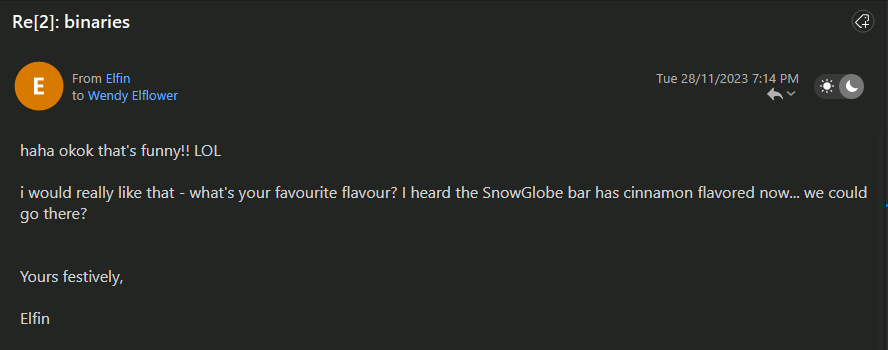 Re[2]: binaries
E
From Elfin
to Wendy Elflower
Tue 28/11/2023 7:14 PM
haha okok that's funny!! LOL
i would really like that - what's your favourite flavour? I heard the SnowGlobe bar has cinnamon flavored now... we could
go there?
Yours festively,
Elfin